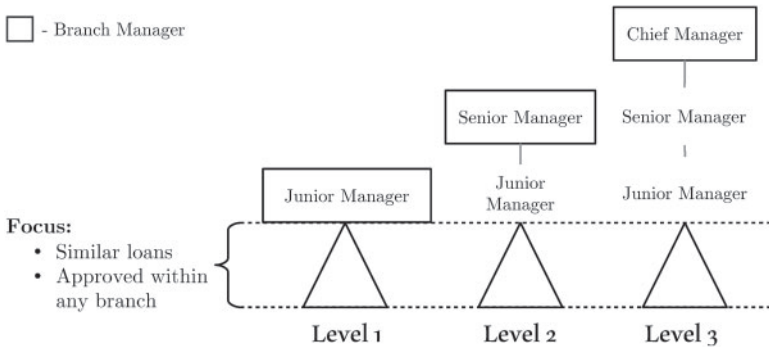 - Branch Manager
Chief Manager
Senior Manager
Senior Manager
Junior Manager
Junior
Manager
Junior Manager
Focus:
• Similar loans
• Approved within
any branch
Level 1
Level 2
Level 3